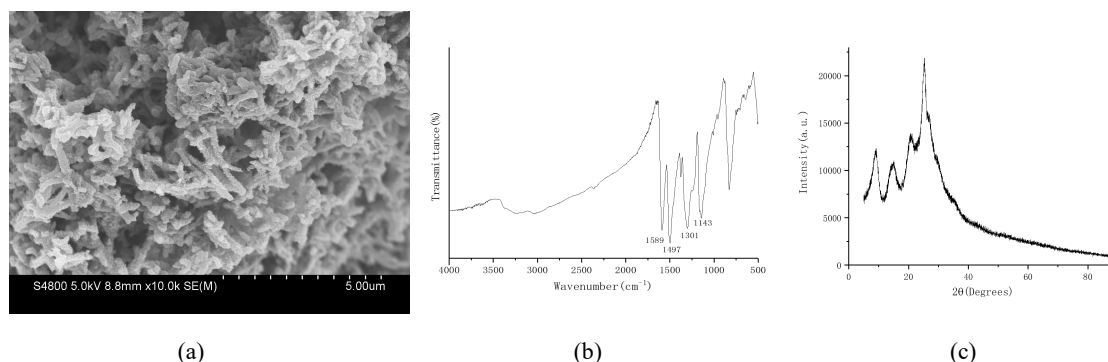 S4800 5.0kV 8.8mm x10.0k SE(M)
5.00um
Transmittance(%)
1589
1497
1301
1143
4000
3500
3000
2500
2000
1500
1000
500
Wavenumber(cm⁻¹)
Intensity(a.u.)
20000
15000
10000
5000
0
0
20
40
60
80
2θ(Degrees)
(a)
(b)
(c)